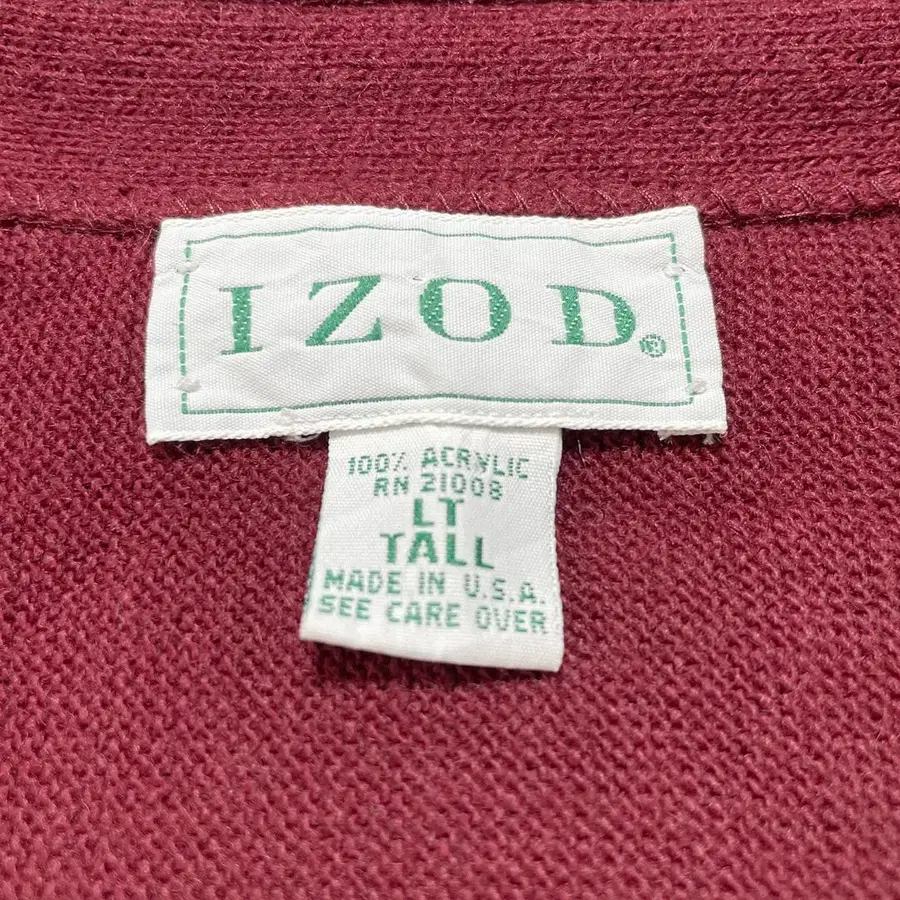 IZOD®
100% ACRYLIC
RN 21008
LT
TALL
MADE IN U.S.A.
SEE CARE OVER